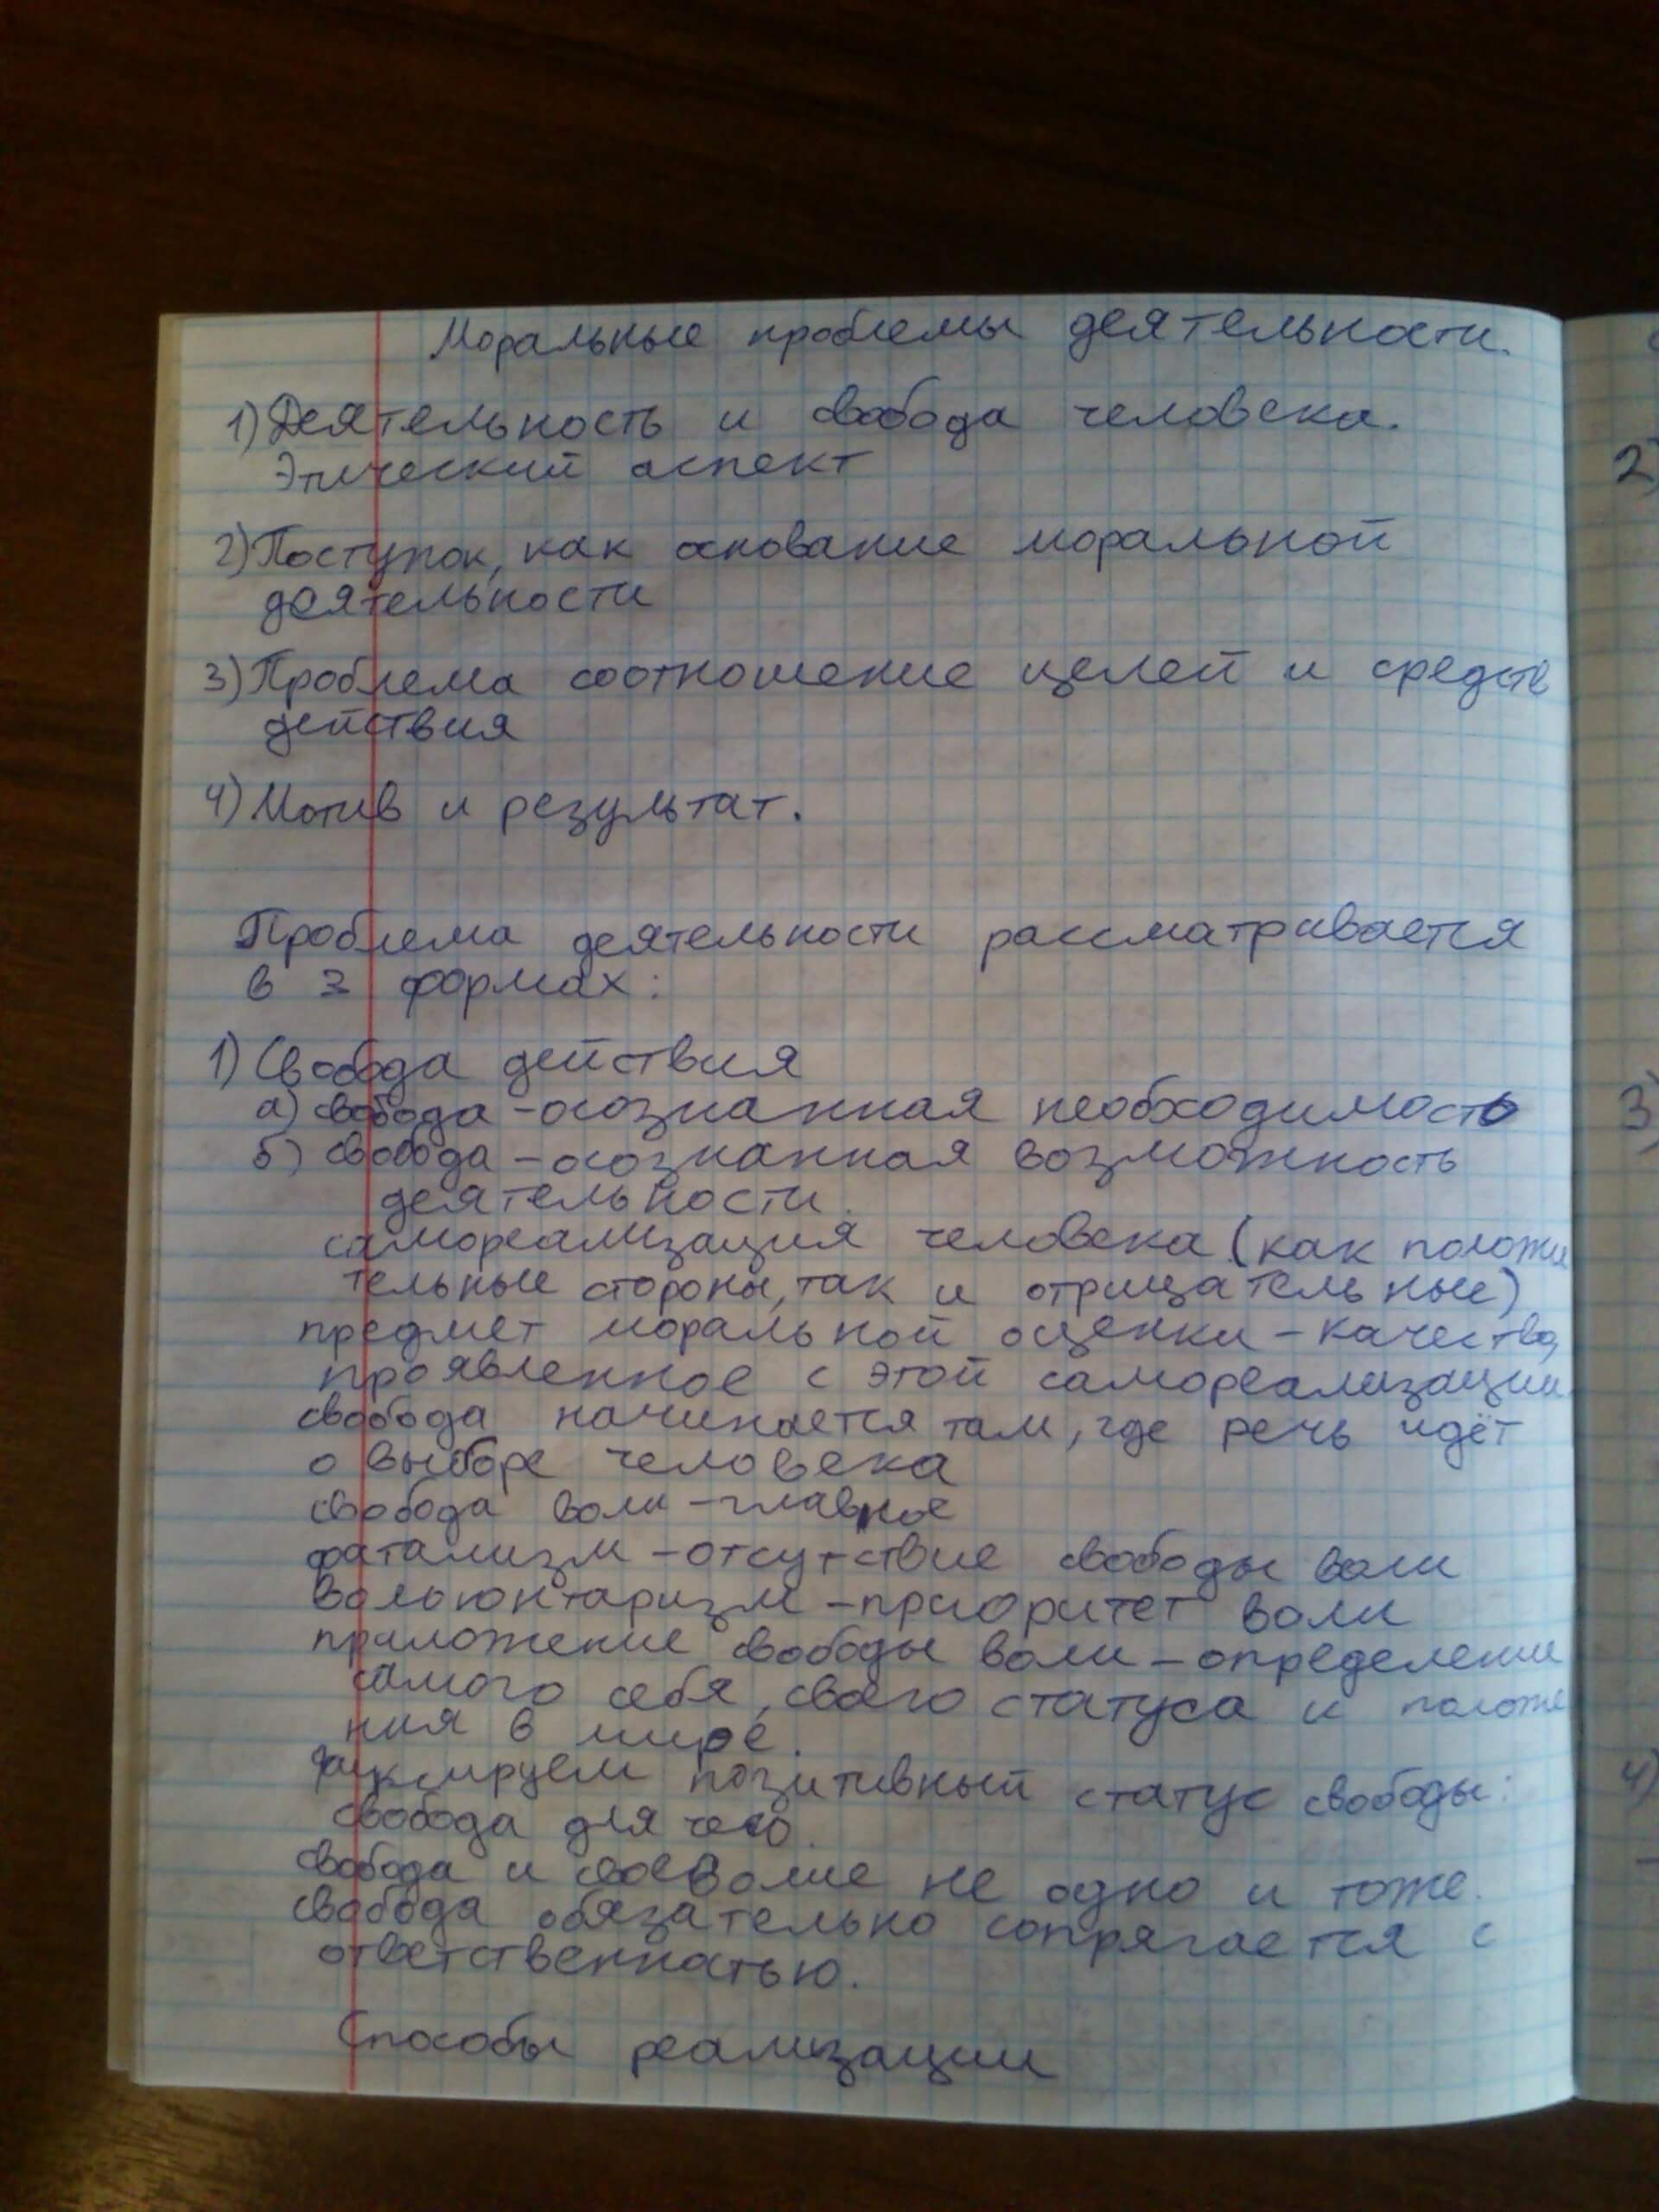 Моральные проблемы деятельности.
1) Деятельность и свобода человека.
Этический аспект
2) Поступок, как основание моральной
деятельности
3) Проблема соотношение целей и средств
действия
4) Мотив и результат.
Проблема деятельности рассматривается
в 3 формах:
1) Свобода действия
а) свобода - осознанная необходимость
б) свобода - осознанная возможность
деятельности.
самореализация человека (как положи
тельные стороны, так и отрицательные)
предмет моральной оценки - качество,
проявленное с этой самореализации.
свобода начинается там, где речь идёт
о выборе человека
свобода воли - главное
фатализм - отсутствие свободы воли
волюнтаризм - приоритет воли
приложение свободы воли - определение
самого себя, своего статуса и положе
ния в мире.
фиксируем позитивный статус свободы:
свобода для чего.
свобода и своеволие не одно и тоже.
свобода обязательно сопрягается с
ответственностью.
Способы реализации
2)
3)
4)